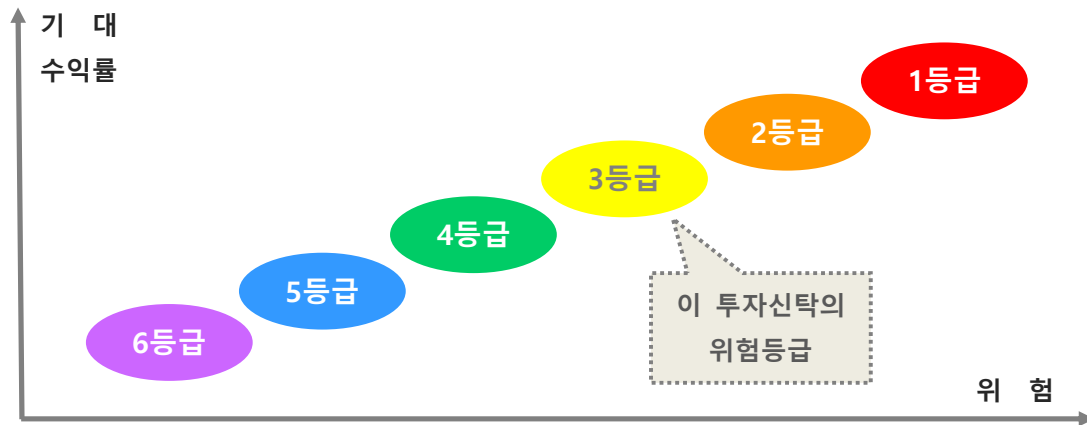 기 대
수익률
1등급
2등급
3등급
4등급
5등급
6등급
이 투자신탁의
위험등급
위 험